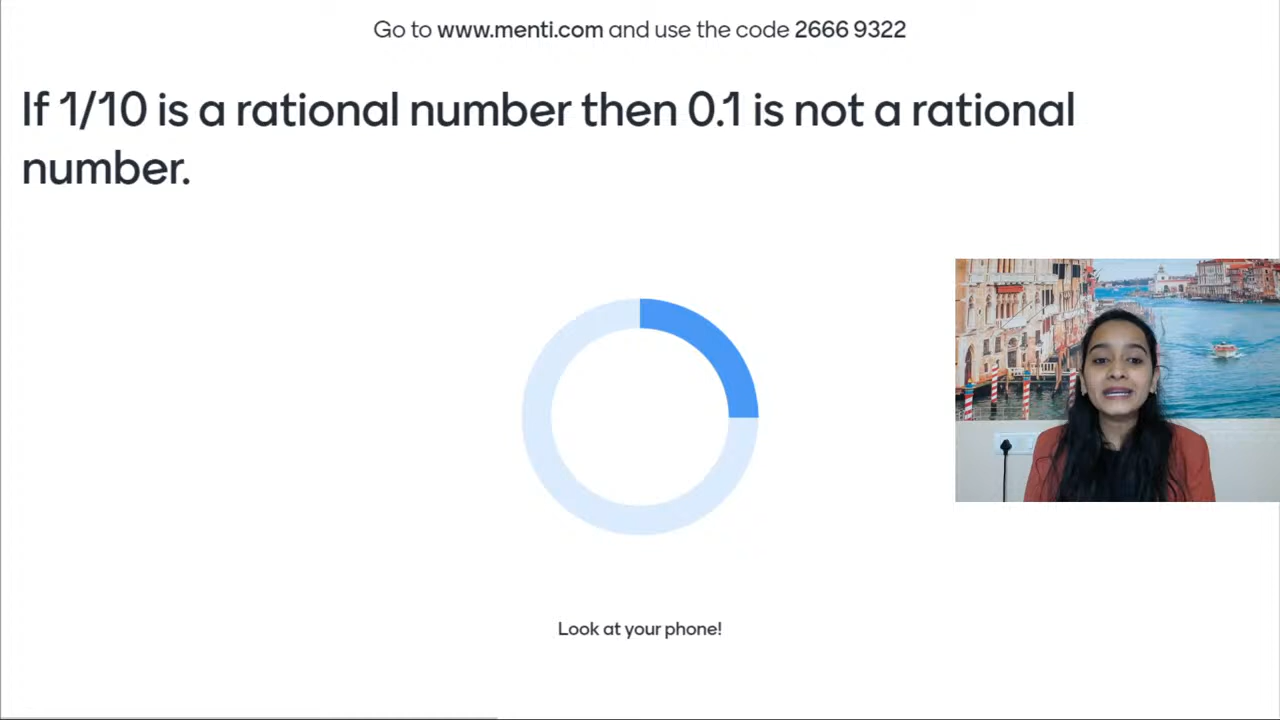 Go to www.menti.com and use the code 2666 9322
If 1/10 is a rational number then 0.1 is not a rational
number.
Look at your phone!